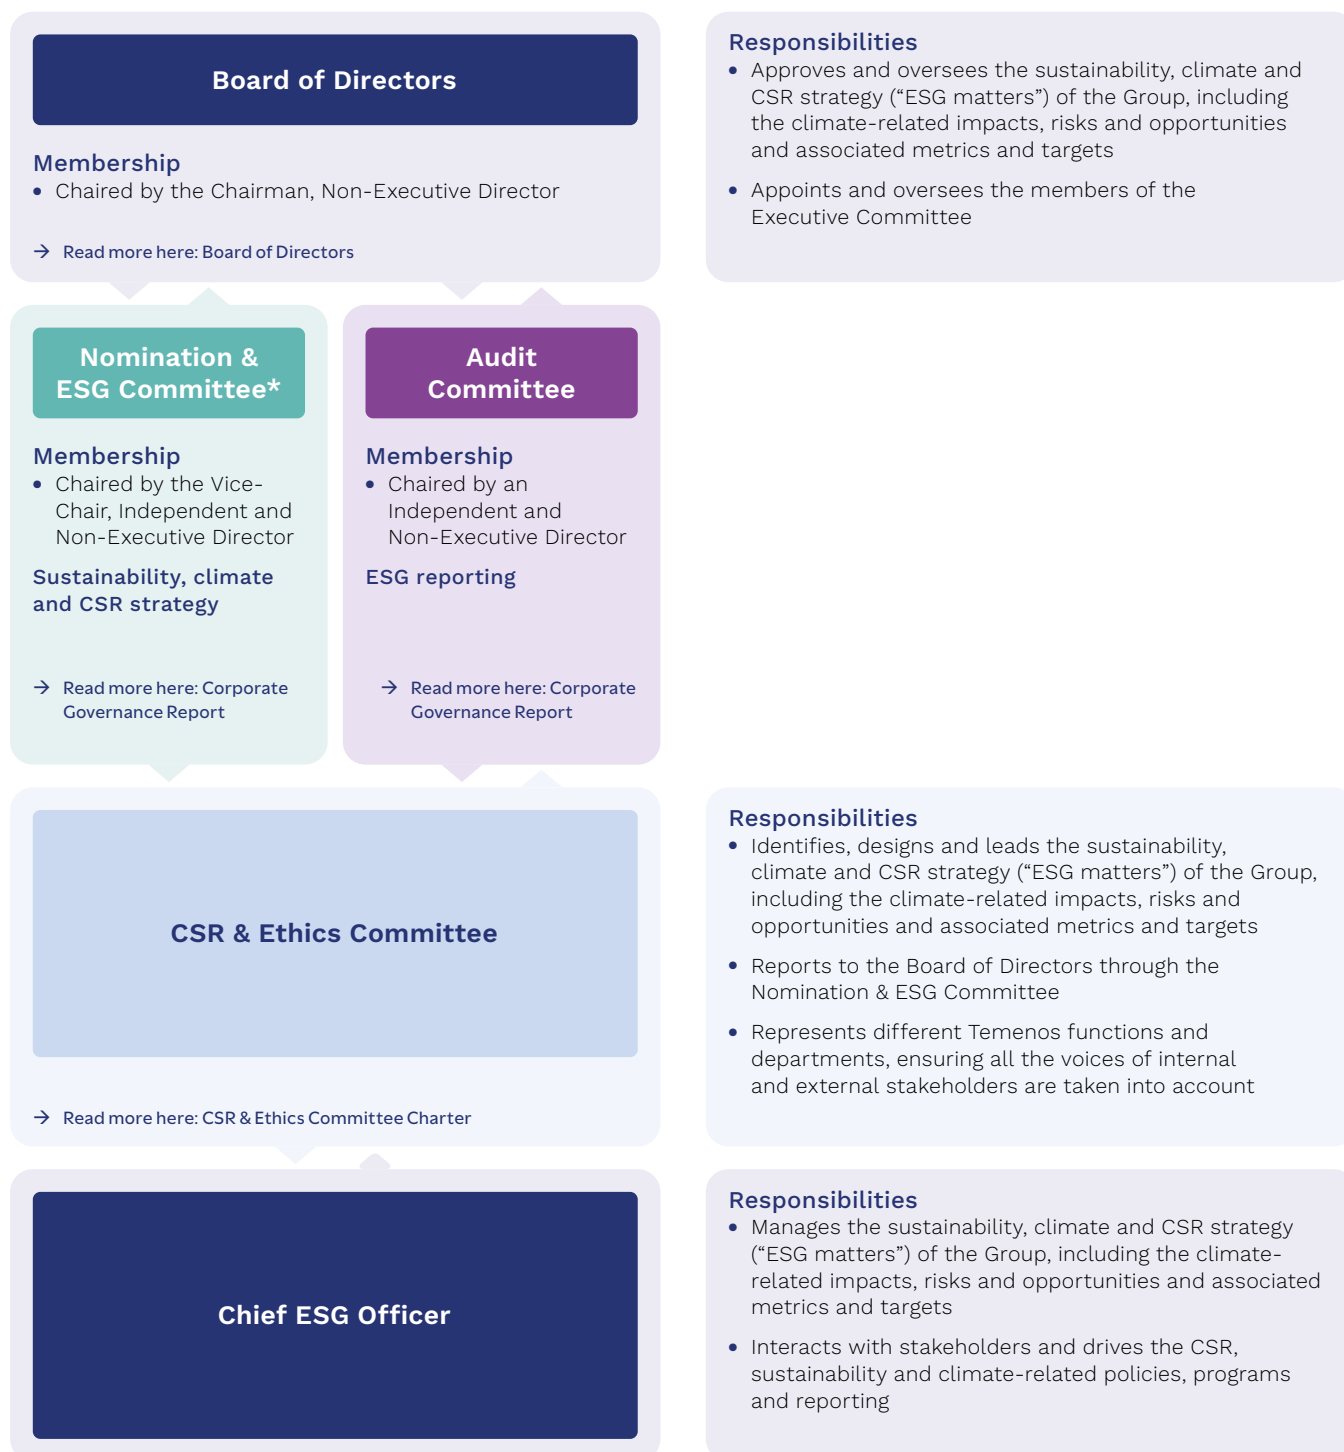 Board of Directors
Membership
• Chaired by the Chairman, Non-Executive Director
→ Read more here: Board of Directors
Responsibilities
• Approves and oversees the sustainability, climate and
CSR strategy (“ESG matters”) of the Group, including
the climate-related impacts, risks and opportunities
and associated metrics and targets
• Appoints and oversees the members of the
Executive Committee
Nomination &
ESG Committee*
Membership
• Chaired by the Vice-
Chair, Independent and
Non-Executive Director
Sustainability, climate
and CSR strategy
→ Read more here: Corporate
Governance Report
Audit
Committee
Membership
• Chaired by an
Independent and
Non-Executive Director
ESG reporting
→ Read more here: Corporate
Governance Report
CSR & Ethics Committee
→ Read more here: CSR & Ethics Committee Charter
Responsibilities
• Identifies, designs and leads the sustainability,
climate and CSR strategy (“ESG matters”) of the Group,
including the climate-related impacts, risks and
opportunities and associated metrics and targets
• Reports to the Board of Directors through the
Nomination & ESG Committee
• Represents different Temenos functions and
departments, ensuring all the voices of internal
and external stakeholders are taken into account
Chief ESG Officer
Responsibilities
• Manages the sustainability, climate and CSR strategy
(“ESG matters”) of the Group, including the climate-
related impacts, risks and opportunities and associated
metrics and targets
• Interacts with stakeholders and drives the CSR,
sustainability and climate-related policies, programs
and reporting